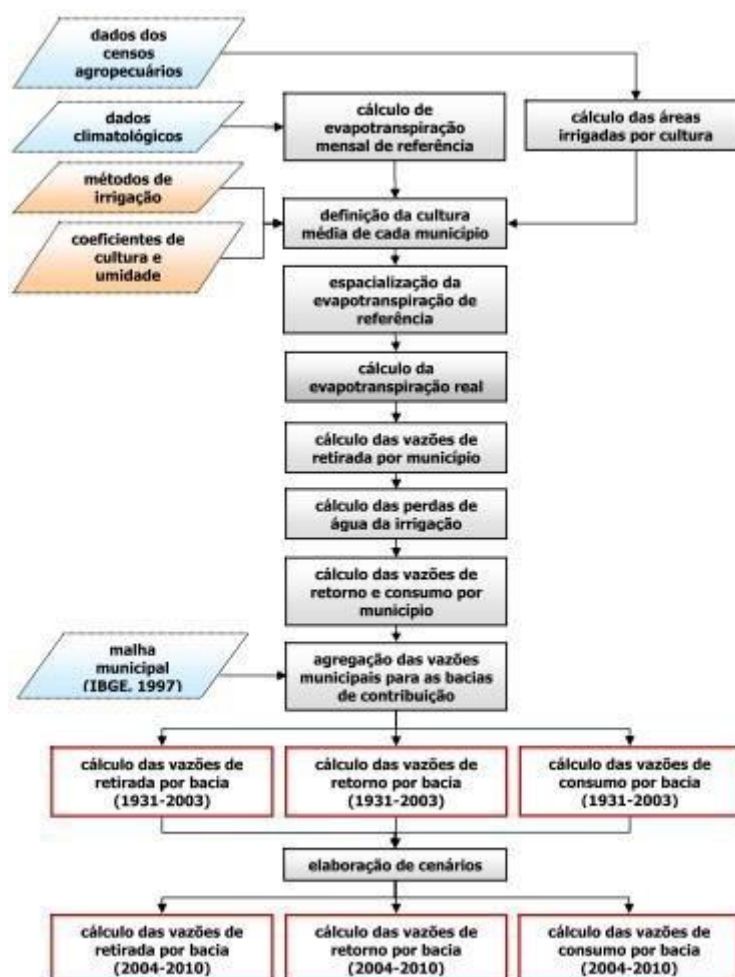 dados dos
censos
agropecuários
dados
climatológicos
cálculo de
evapotranspiração
mensal de referência
cálculo das áreas
irrigadas por cultura
métodos de
irrigação
coeficientes de
cultura e
umidade
definição da cultura
média de cada município
espacialização da
evapotranspiração de
referência
cálculo da
evapotranspiração real
cálculo das vazões de
retirada por município
cálculo das perdas de
água da irrigação
cálculo das vazões de
retorno e consumo por
município
malha
municipal
(IBGE, 1997)
agregação das vazões
municipais para as bacias
de contribuição
cálculo das vazões de
retirada por bacia
(1931-2003)
cálculo das vazões de
retorno por bacia
(1931-2003)
cálculo das vazões de
consumo por bacia
(1931-2003)
elaboração de cenários
cálculo das vazões de
retirada por bacia
(2004-2010)
cálculo das vazões de
retorno por bacia
(2004-2010)
cálculo das vazões de
consumo por bacia
(2004-2010)